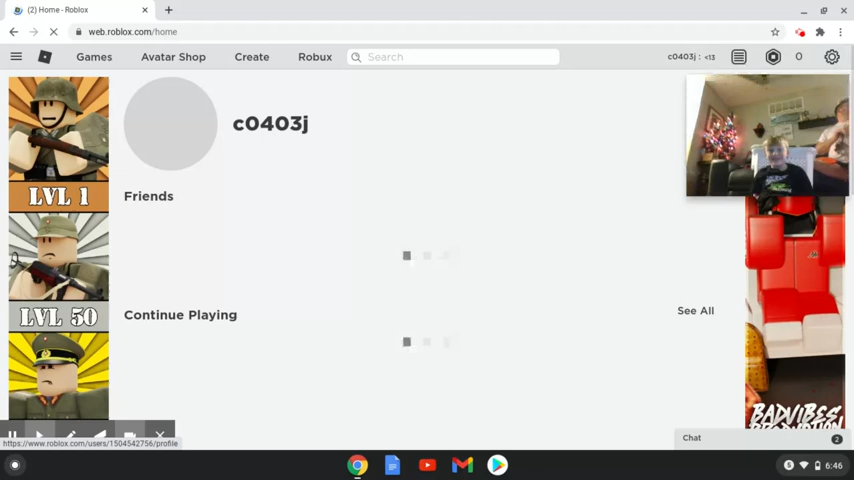 (2) Home - Roblox
web.roblox.com/home
Games
Avatar Shop
Create
Robux
Search
c0403j : <13
0
c0403j
LVL 1
Friends
LVL 50
Continue Playing
See All
BADVIBES
Chat
2
https://www.roblox.com/users/1504542756/profile
6:46